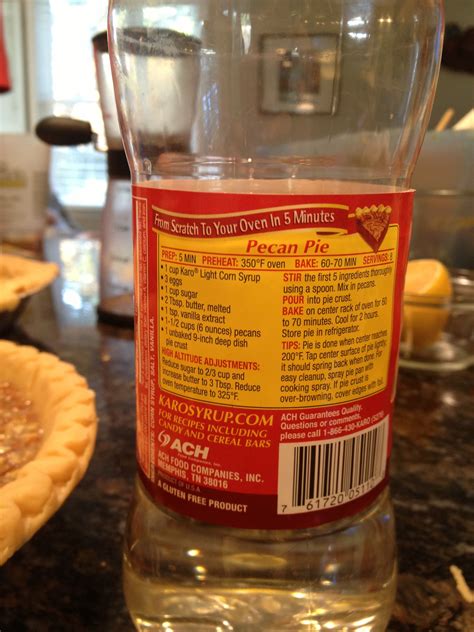 From Scratch To Your Oven In 5 Minutes
Pecan Pie
PREP: 5 MIN PREHEAT: 350°F oven BAKE: 60-70 MIN SERVINGS: 8
• 1 cup Karo® Light Corn Syrup
• 3 eggs
• 1 cup sugar
• 2 Tbsp. butter, melted
• 1 tsp. vanilla extract
• 1-1/2 cups (6 ounces) pecans
• 1 unbaked 9-inch deep dish
pie crust
HIGH ALTITUDE ADJUSTMENTS:
Reduce sugar to 2/3 cup and
increase butter to 3 Tbsp. Reduce
oven temperature to 325°F.
STIR the first 5 ingredients thoroughly
using a spoon. Mix in pecans.
POUR into pie crust.
BAKE on center rack of oven for 60
to 70 minutes. Cool for 2 hours.
Store pie in refrigerator.
TIPS: Pie is done when center reaches
200°F. Tap center surface of pie lightly;
it should spring back when done. For
easy cleanup, spray pie pan with
cooking spray. If pie crust is
over-browning, cover edges with foil.
KAROSYRUP.COM
FOR RECIPES INCLUDING
CANDY AND CEREAL BARS
ACH
ACH FOOD COMPANIES, INC.
MEMPHIS, TN 38016
PRODUCT OF U.S.A.
A GLUTEN FREE PRODUCT
ACH Guarantees Quality.
Questions or comments,
please call 1-866-430-KARO (5276)
7 61720 051
CORN SYRUP, SALT, VANILLA.